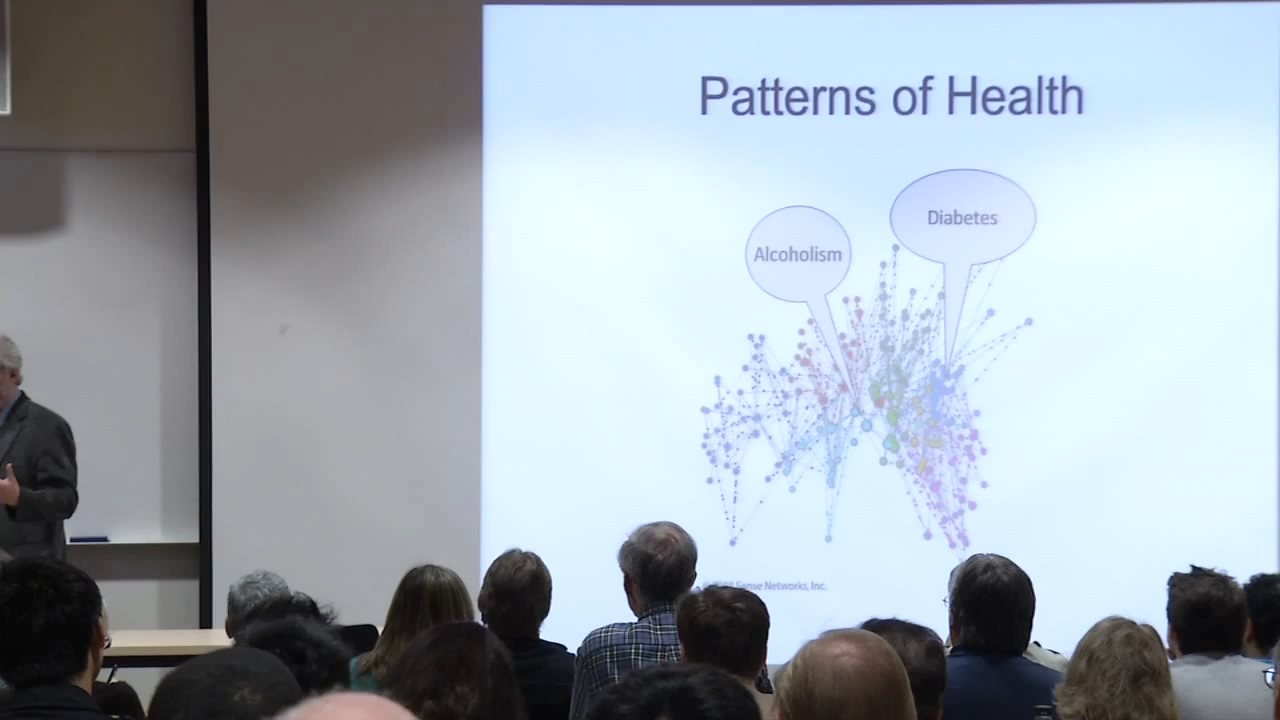 Patterns of Health
Diabetes
Alcoholism
Sense Networks, Inc.